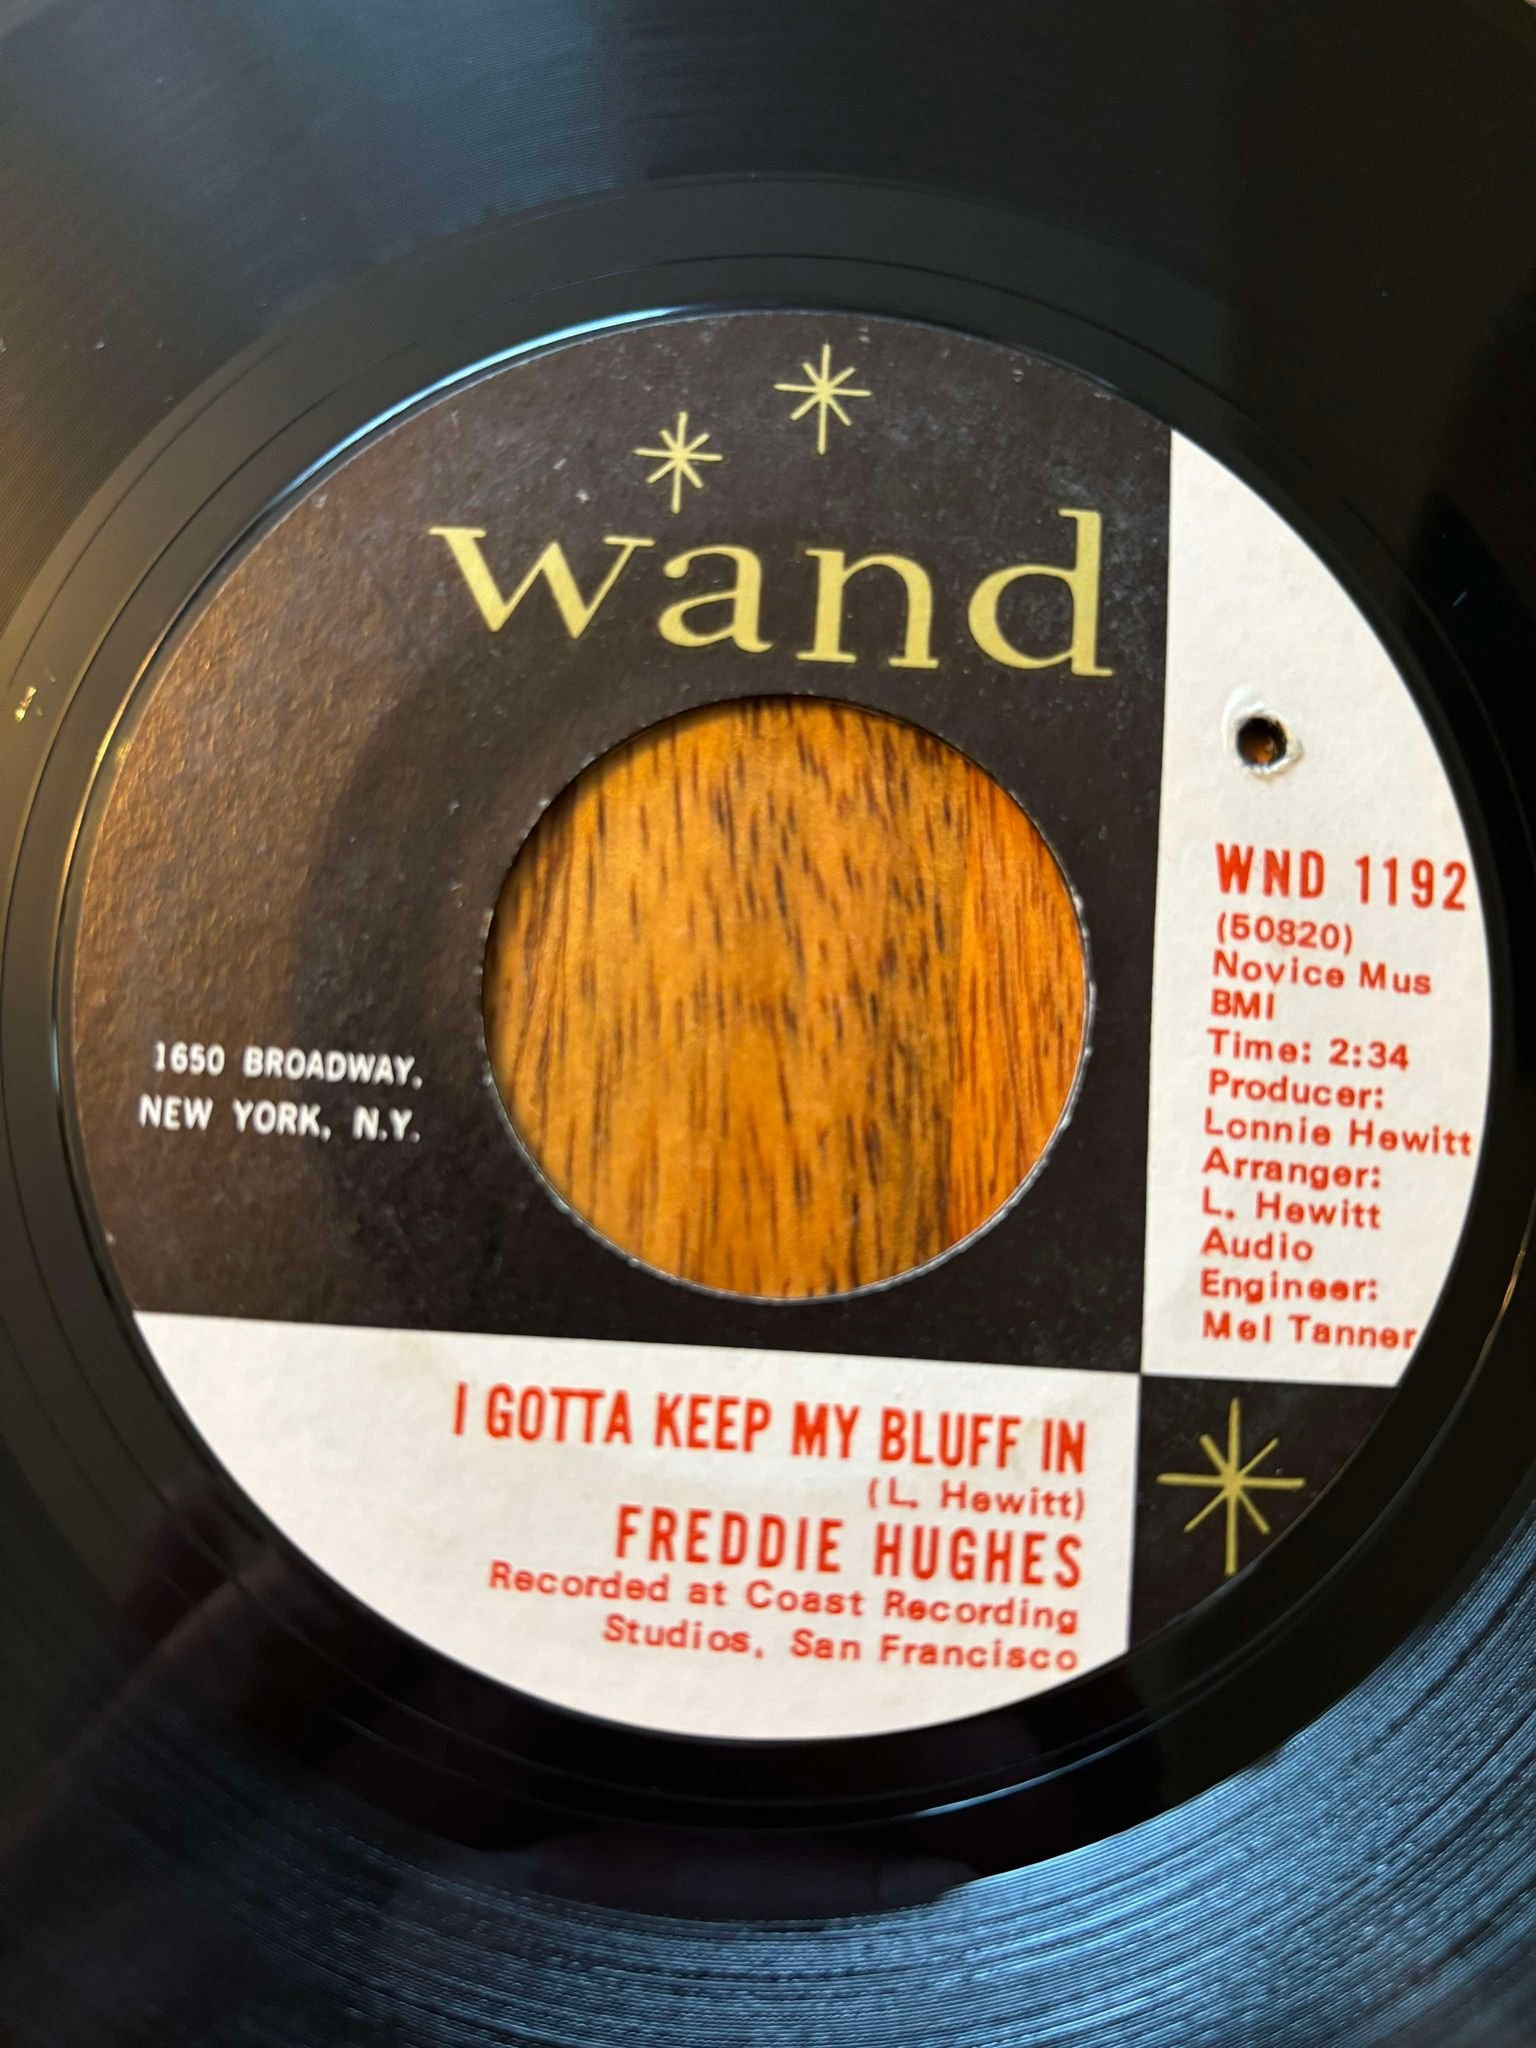 wand
1650 BROADWAY,
NEW YORK, N.Y.
WND 1192
(50820)
Novice Mus
BMI
Time: 2:34
Producer:
Lonnie Hewitt
Arranger:
L. Hewitt
Audio
Engineer:
Mel Tanner
I GOTTA KEEP MY BLUFF IN
(L. Hewitt)
FREDDIE HUGHES
Recorded at Coast Recording
Studios, San Francisco